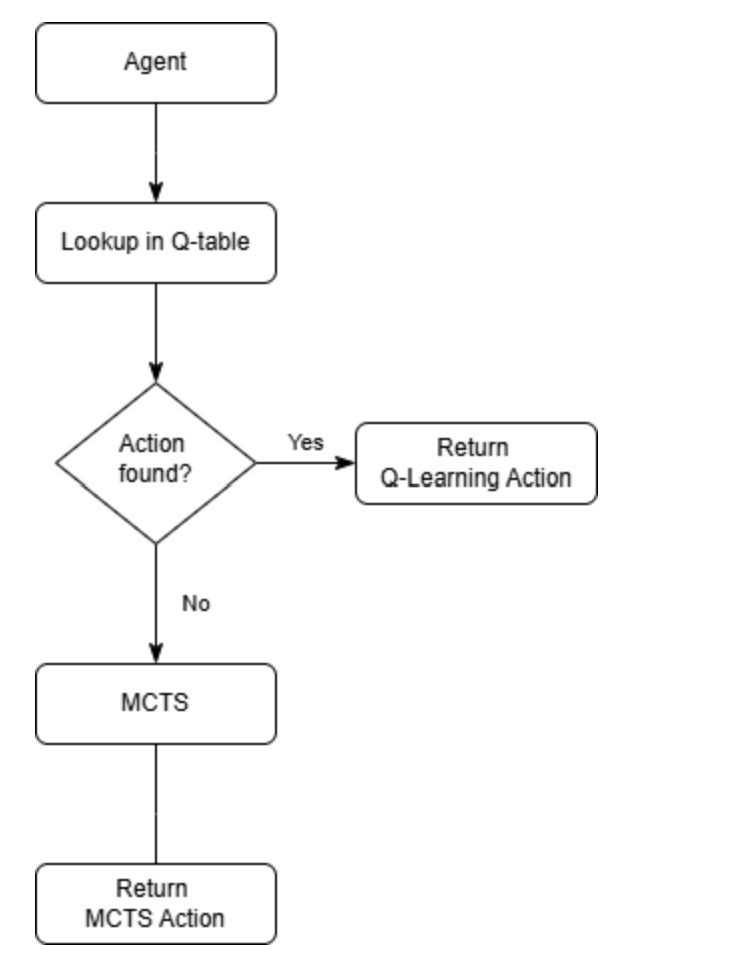 Agent
Lookup in Q-table
Action
found?
Yes
Return
Q-Learning Action
No
MCTS
Return
MCTS Action